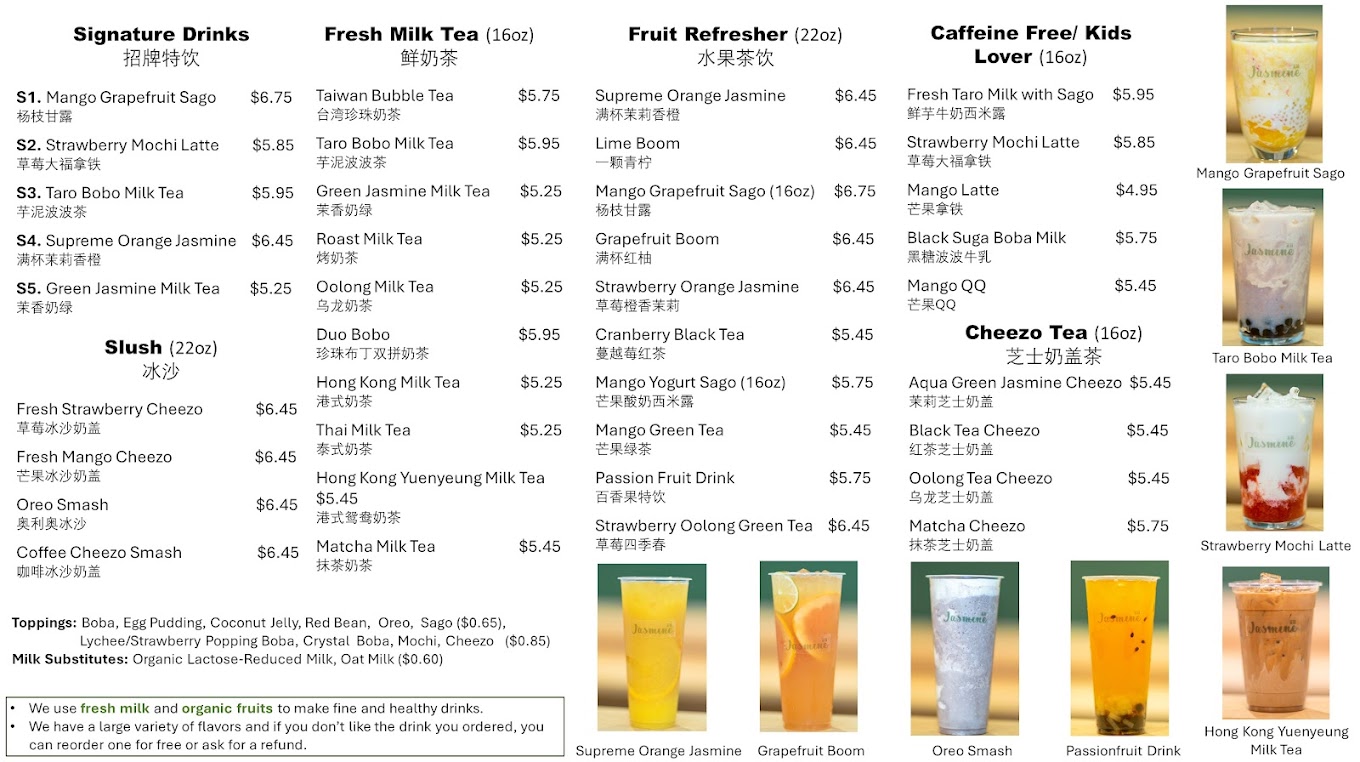 Signature Drinks
招牌特饮
S1. Mango Grapefruit Sago $6.75
杨枝甘露
S2. Strawberry Mochi Latte $5.85
草莓大福拿铁
S3. Taro Bobo Milk Tea $5.95
芋泥波波茶
S4. Supreme Orange Jasmine $6.45
满杯茉莉香橙
S5. Green Jasmine Milk Tea $5.25
茉香奶绿
Slush (22oz)
冰沙
Fresh Strawberry Cheezo $6.45
草莓冰沙奶盖
Fresh Mango Cheezo $6.45
芒果冰沙奶盖
Oreo Smash $6.45
奥利奥冰沙
Coffee Cheezo Smash $6.45
咖啡冰沙奶盖
Fresh Milk Tea (16oz)
鲜奶茶
Taiwan Bubble Tea $5.75
台湾珍珠奶茶
Taro Bobo Milk Tea $5.95
芋泥波波茶
Green Jasmine Milk Tea $5.25
茉香奶绿
Roast Milk Tea $5.25
烤奶茶
Oolong Milk Tea $5.25
乌龙奶茶
Duo Bobo $5.95
珍珠布丁双拼奶茶
Hong Kong Milk Tea $5.25
港式奶茶
Thai Milk Tea $5.25
泰式奶茶
Hong Kong Yuenyeung Milk Tea
$5.45
港式鸳鸯奶茶
Matcha Milk Tea $5.45
抹茶奶茶
Fruit Refresher (22oz)
水果茶饮
Supreme Orange Jasmine $6.45
满杯茉莉香橙
Lime Boom $6.45
一颗青柠
Mango Grapefruit Sago (16oz) $6.75
杨枝甘露
Grapefruit Boom $6.45
满杯红柚
Strawberry Orange Jasmine $6.45
草莓橙香茉莉
Cranberry Black Tea $5.45
蔓越莓红茶
Mango Yogurt Sago (16oz) $5.75
芒果酸奶西米露
Mango Green Tea $5.45
芒果绿茶
Passion Fruit Drink $5.75
百香果特饮
Strawberry Oolong Green Tea $6.45
草莓四季春
Caffeine Free/ Kids
Lover (16oz)
Fresh Taro Milk with Sago $5.95
鲜芋牛奶西米露
Strawberry Mochi Latte $5.85
草莓大福拿铁
Mango Latte $4.95
芒果拿铁
Black Suga Boba Milk $5.75
黑糖波波牛乳
Mango QQ $5.45
芒果QQ
Cheezo Tea (16oz)
芝士奶盖茶
Aqua Green Jasmine Cheezo $5.45
茉莉芝士奶盖
Black Tea Cheezo $5.45
红茶芝士奶盖
Oolong Tea Cheezo $5.45
乌龙芝士奶盖
Matcha Cheezo $5.75
抹茶芝士奶盖
Jasmine
Mango Grapefruit Sago
Jasmine
Taro Bobo Milk Tea
Jasmine
Strawberry Mochi Latte
Jasmine
Hong Kong Yuenyeung
Milk Tea
Toppings: Boba, Egg Pudding, Coconut Jelly, Red Bean, Oreo, Sago ($0.65),
Lychee/Strawberry Popping Boba, Crystal Boba, Mochi, Cheezo ($0.85)
Milk Substitutes: Organic Lactose-Reduced Milk, Oat Milk ($0.60)
• We use fresh milk and organic fruits to make fine and healthy drinks.
• We have a large variety of flavors and if you don't like the drink you ordered, you
can reorder one for free or ask for a refund.
Jasmine
Supreme Orange Jasmine
Jasmine
Grapefruit Boom
Jasmine
Oreo Smash
Jasmine
Passionfruit Drink